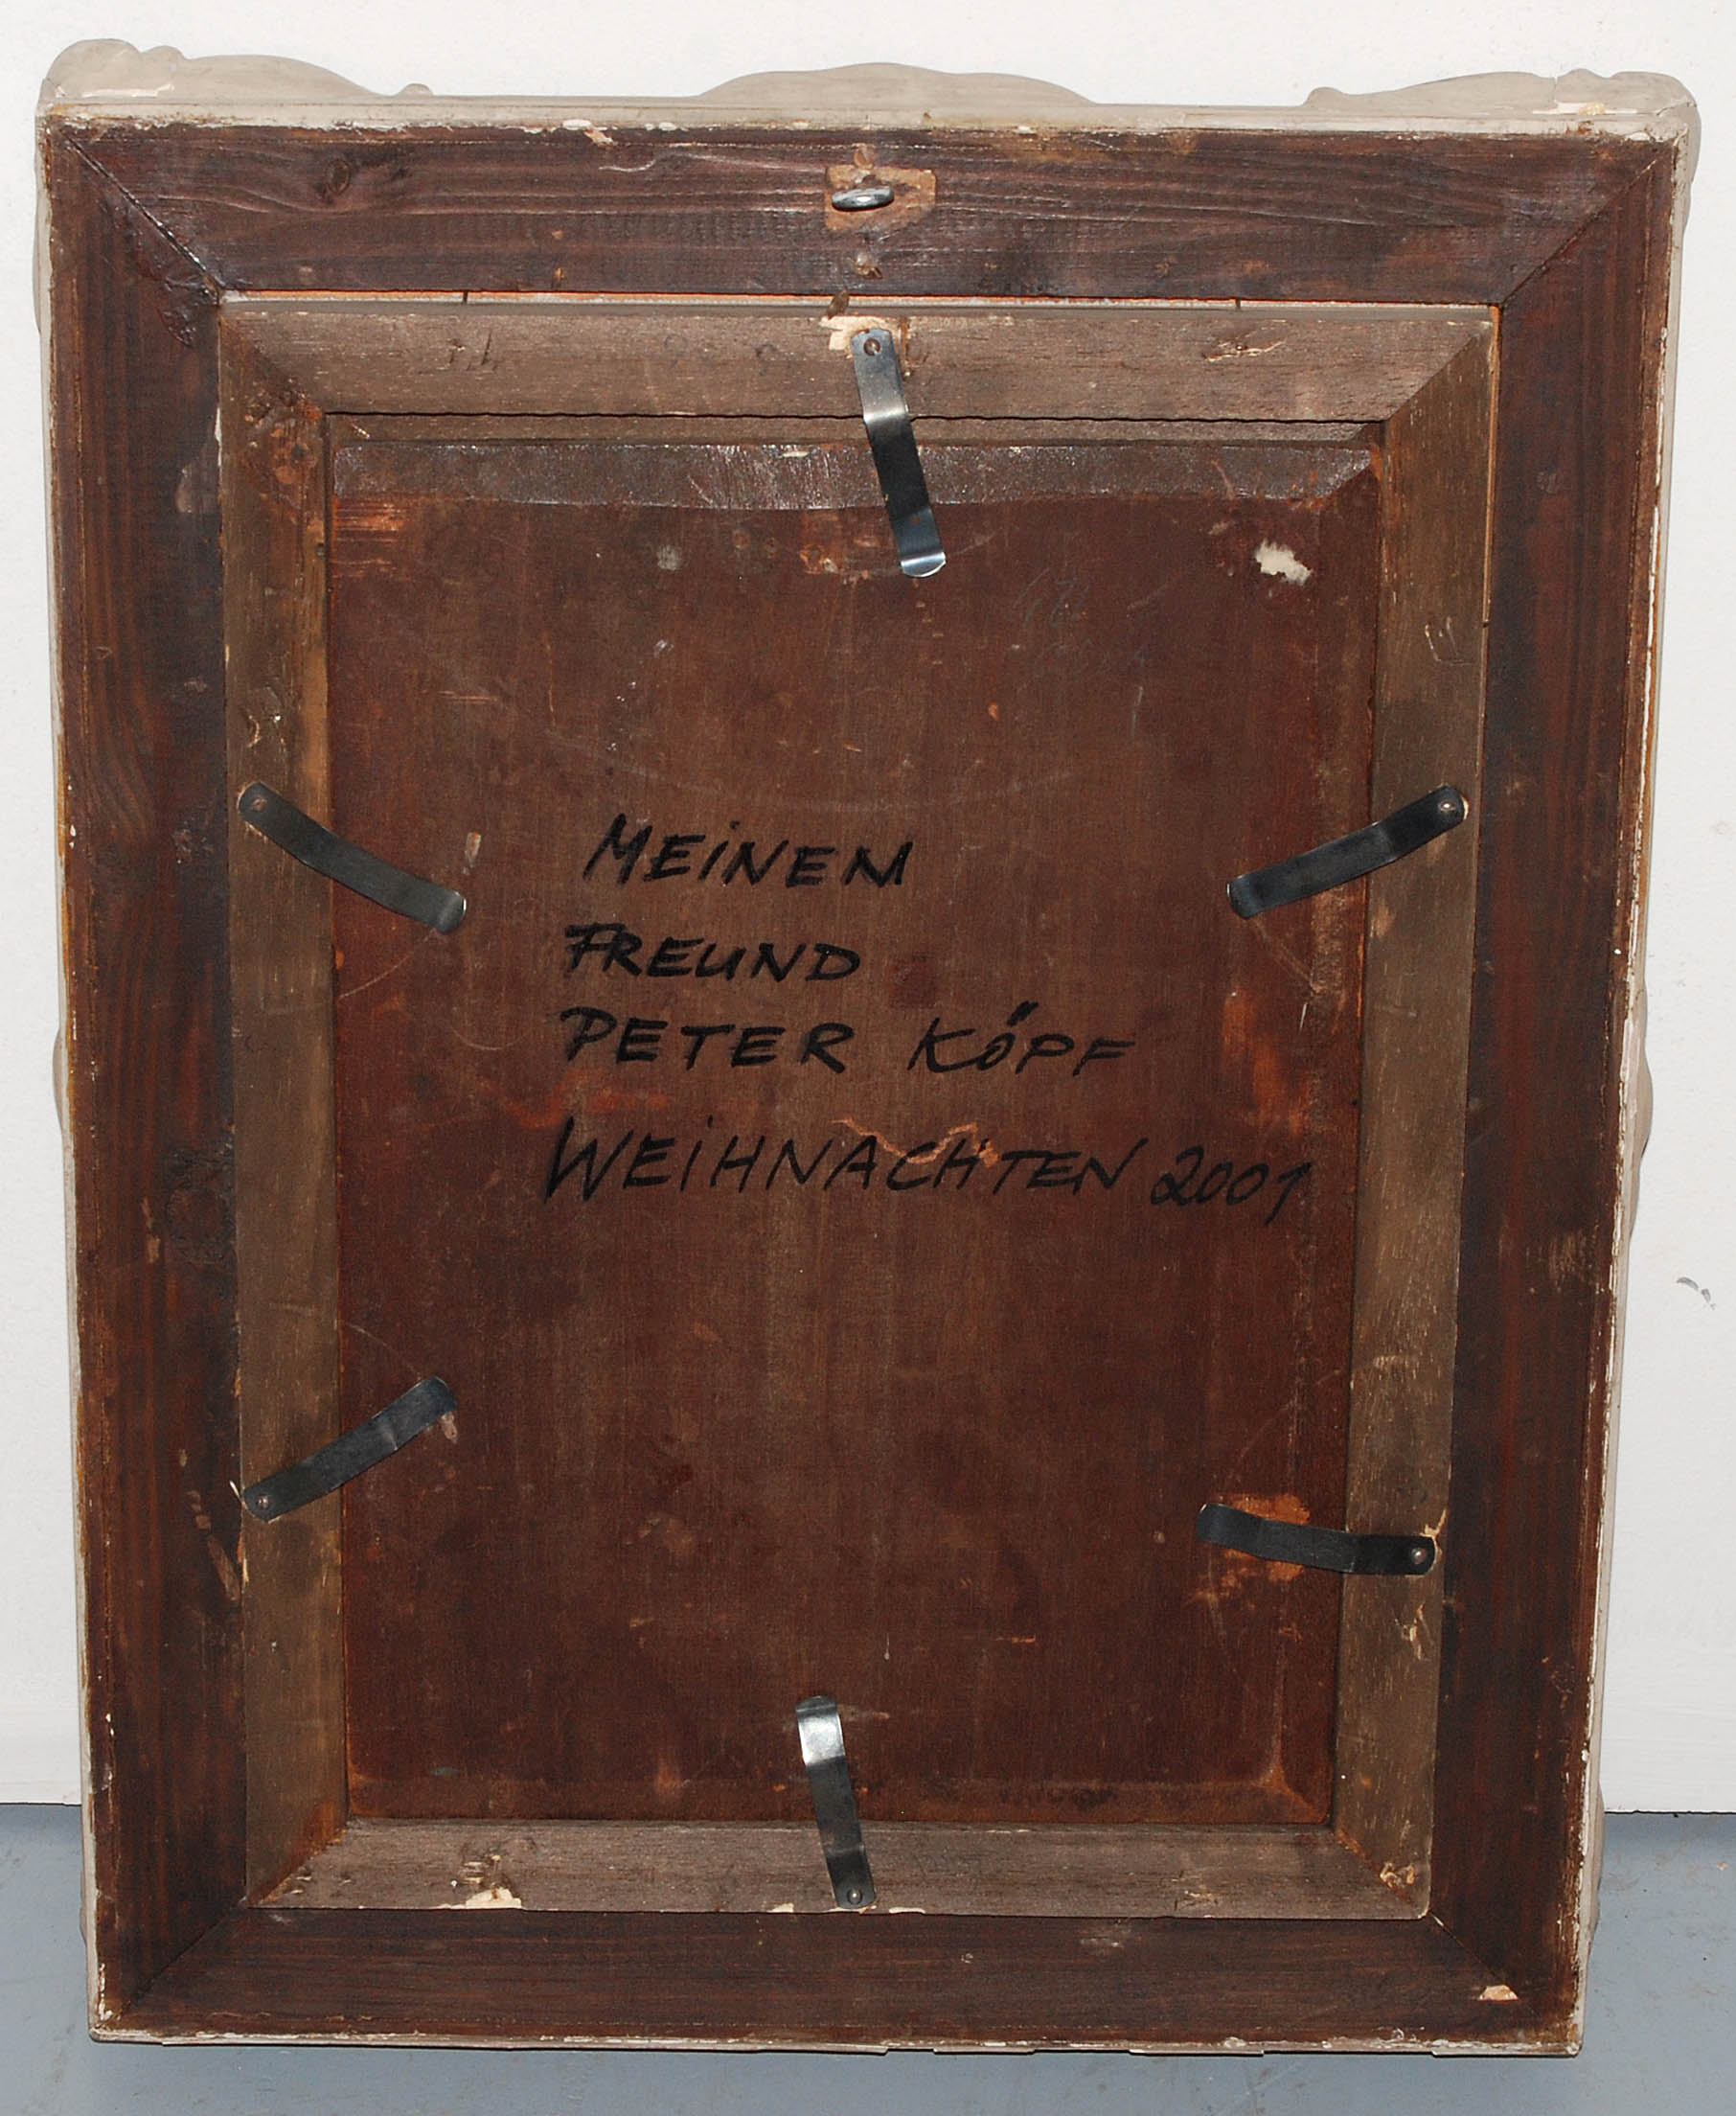 MEiNEM
FREUND
PETER KÖPF
WEiHNACHTEN 2001